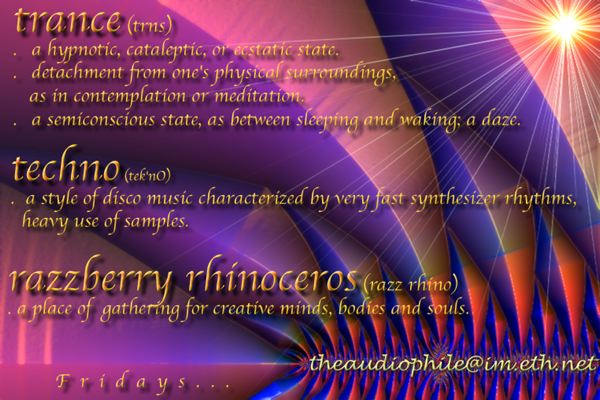 trance (trns)
. a hypnotic, cataleptic, or ecstatic state.
. detachment from one's physical surroundings,
as in contemplation or meditation.
. a semiconscious state, as between sleeping and waking; a daze.
techno (tek'nO)
. a style of disco music characterized by very fast synthesizer rhythms,
heavy use of samples.
razzberry rhinoceros (razz rhino)
. a place of gathering for creative minds, bodies and souls.
theaudiophile@im.eth.net
Fridays...